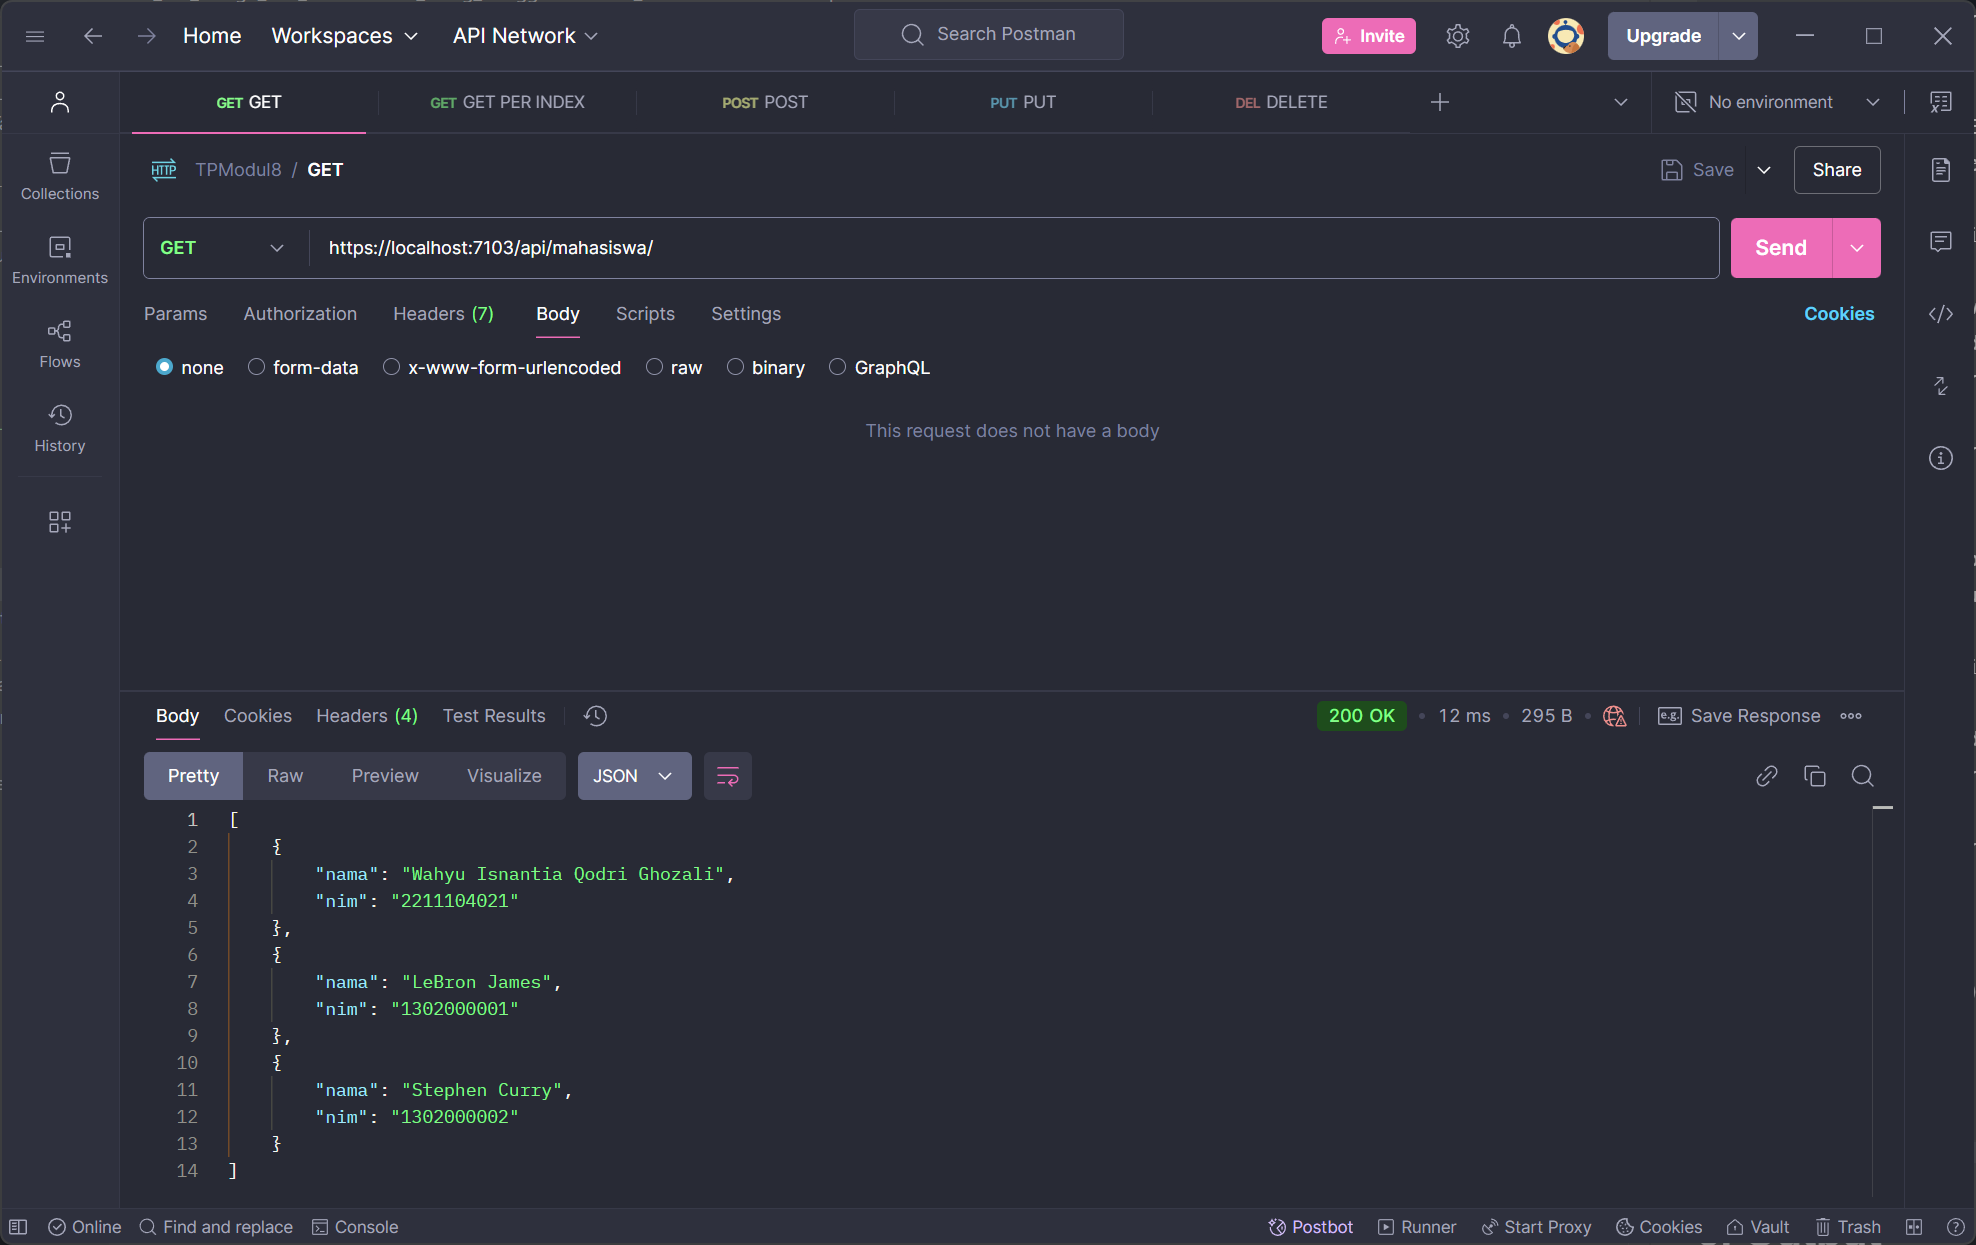 Home Workspaces API Network Search Postman Invite Upgrade
GET GET GET GET PER INDEX POST POST PUT PUT DEL DELETE No environment
HTTP TPModul8 / GET Save Share
Collections
GET https://localhost:7103/api/mahasiswa/ Send
Environments
Params Authorization Headers (7) Body Scripts Settings Cookies
Flows
none form-data x-www-form-urlencoded raw binary GraphQL
History
This request does not have a body
Body Cookies Headers (4) Test Results 200 OK • 12 ms • 295 B • e.g. Save Response
Pretty Raw Preview Visualize JSON
1 [
2 {
3 "nama": "Wahyu Isnantia Qodri Ghozali",
4 "nim": "2211104021"
5 },
6 {
7 "nama": "LeBron James",
8 "nim": "1302000001"
9 },
10 {
11 "nama": "Stephen Curry",
12 "nim": "1302000002"
13 }
14 ]
Online Find and replace Console Postbot Runner Start Proxy Cookies Vault Trash